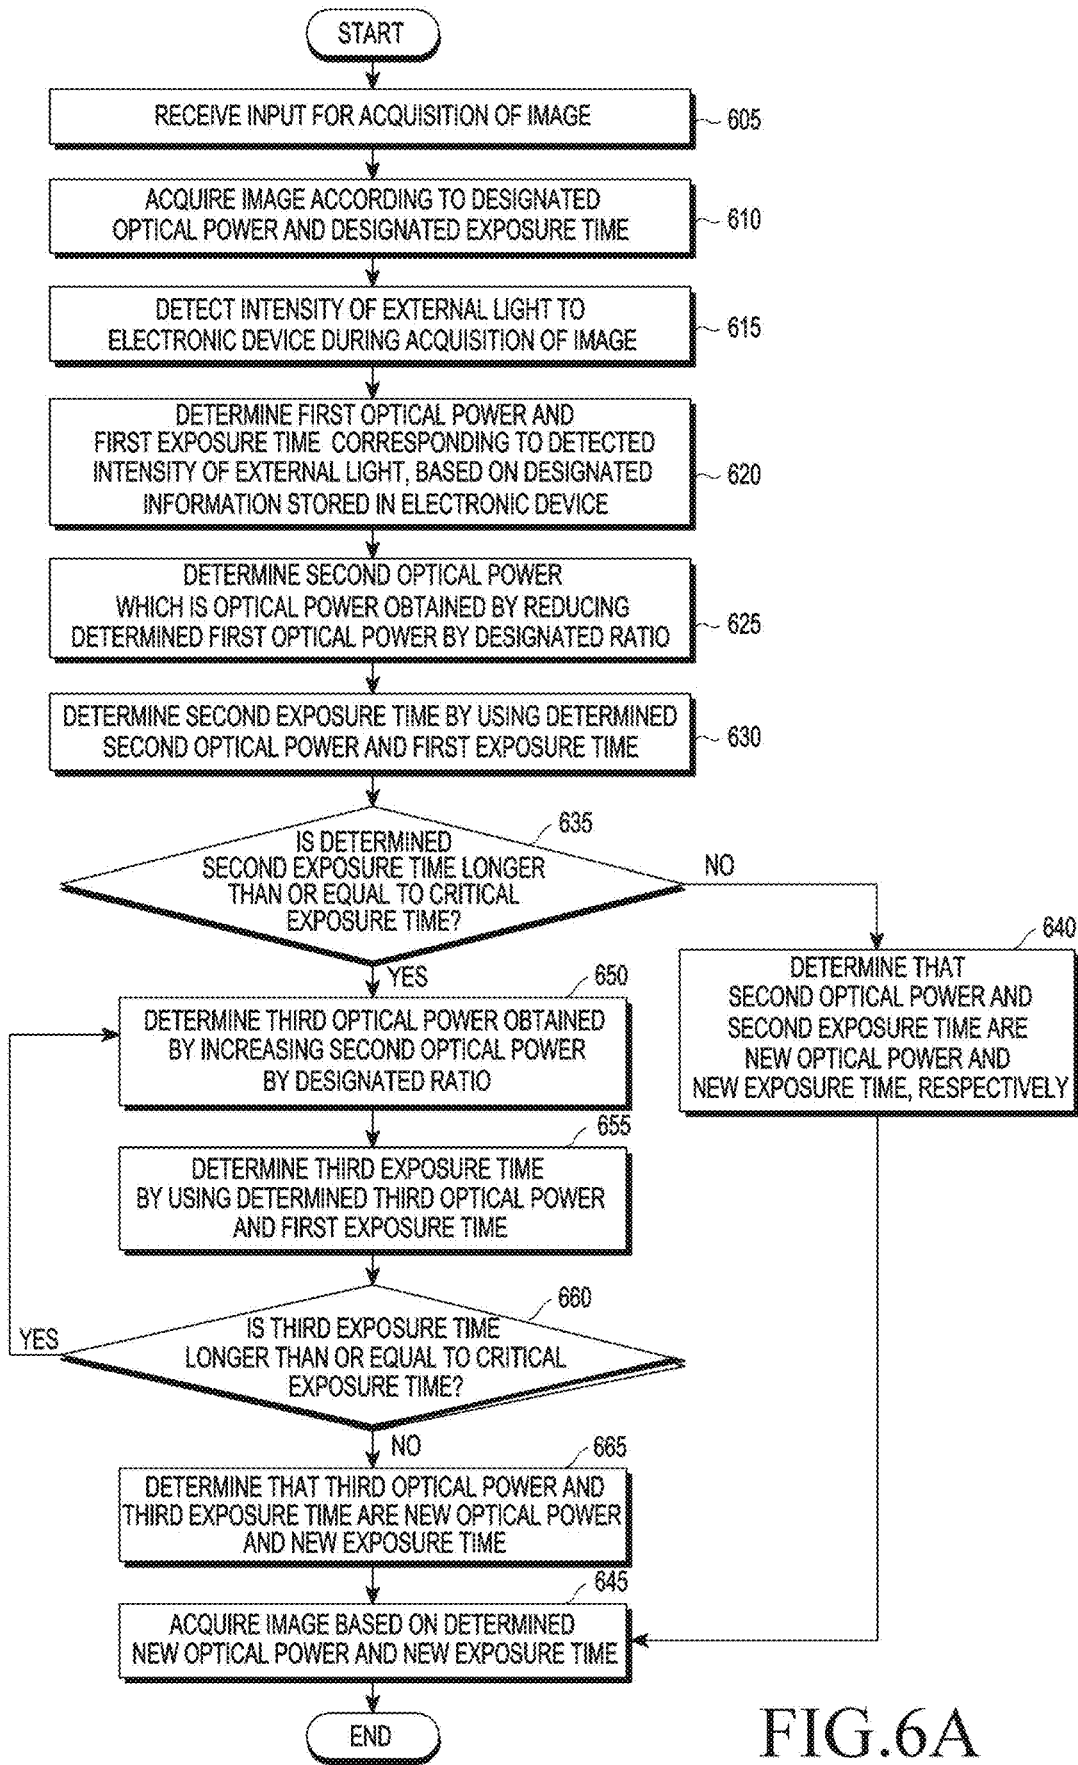 START
RECEIVE INPUT FOR ACQUISITION OF IMAGE
605
ACQUIRE IMAGE ACCORDING TO DESIGNATED
OPTICAL POWER AND DESIGNATED EXPOSURE TIME
610
DETECT INTENSITY OF EXTERNAL LIGHT TO
ELECTRONIC DEVICE DURING ACQUISITION OF IMAGE
615
DETERMINE FIRST OPTICAL POWER AND
FIRST EXPOSURE TIME CORRESPONDING TO DETECTED
INTENSITY OF EXTERNAL LIGHT, BASED ON DESIGNATED
INFORMATION STORED IN ELECTRONIC DEVICE
620
DETERMINE SECOND OPTICAL POWER
WHICH IS OPTICAL POWER OBTAINED BY REDUCING
DETERMINED FIRST OPTICAL POWER BY DESIGNATED RATIO
625
DETERMINE SECOND EXPOSURE TIME BY USING DETERMINED
SECOND OPTICAL POWER AND FIRST EXPOSURE TIME
630
635
IS DETERMINED
SECOND EXPOSURE TIME LONGER
THAN OR EQUAL TO CRITICAL
EXPOSURE TIME?
NO
YES
640
DETERMINE THAT
SECOND OPTICAL POWER AND
SECOND EXPOSURE TIME ARE
NEW OPTICAL POWER AND
NEW EXPOSURE TIME, RESPECTIVELY
650
DETERMINE THIRD OPTICAL POWER OBTAINED
BY INCREASING SECOND OPTICAL POWER
BY DESIGNATED RATIO
655
DETERMINE THIRD EXPOSURE TIME
BY USING DETERMINED THIRD OPTICAL POWER
AND FIRST EXPOSURE TIME
660
IS THIRD EXPOSURE TIME
LONGER THAN OR EQUAL TO CRITICAL
EXPOSURE TIME?
YES
NO
665
DETERMINE THAT THIRD OPTICAL POWER AND
THIRD EXPOSURE TIME ARE NEW OPTICAL POWER
AND NEW EXPOSURE TIME
645
ACQUIRE IMAGE BASED ON DETERMINED
NEW OPTICAL POWER AND NEW EXPOSURE TIME
END
FIG.6A